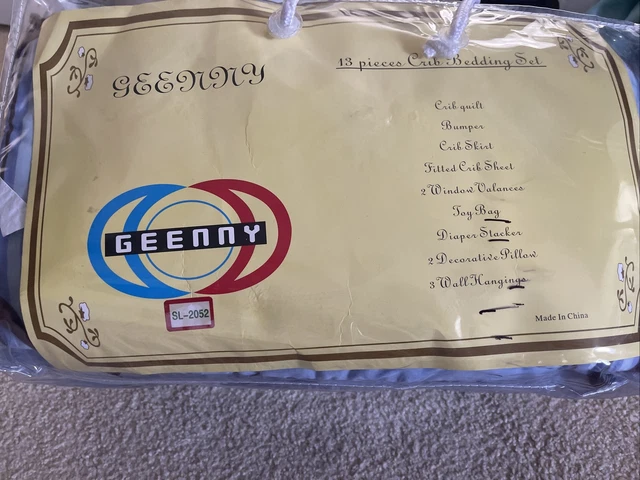 GEENNY
13 pieces Crib Bedding Set
Crib quilt
Bumper
Crib Skirt
Fitted Crib Sheet
2 Window Valances
Toy Bag
Diaper Stacker
2 Decorative Pillow
3 Wall Hangings
GEENNY
SL-2052
Made In China